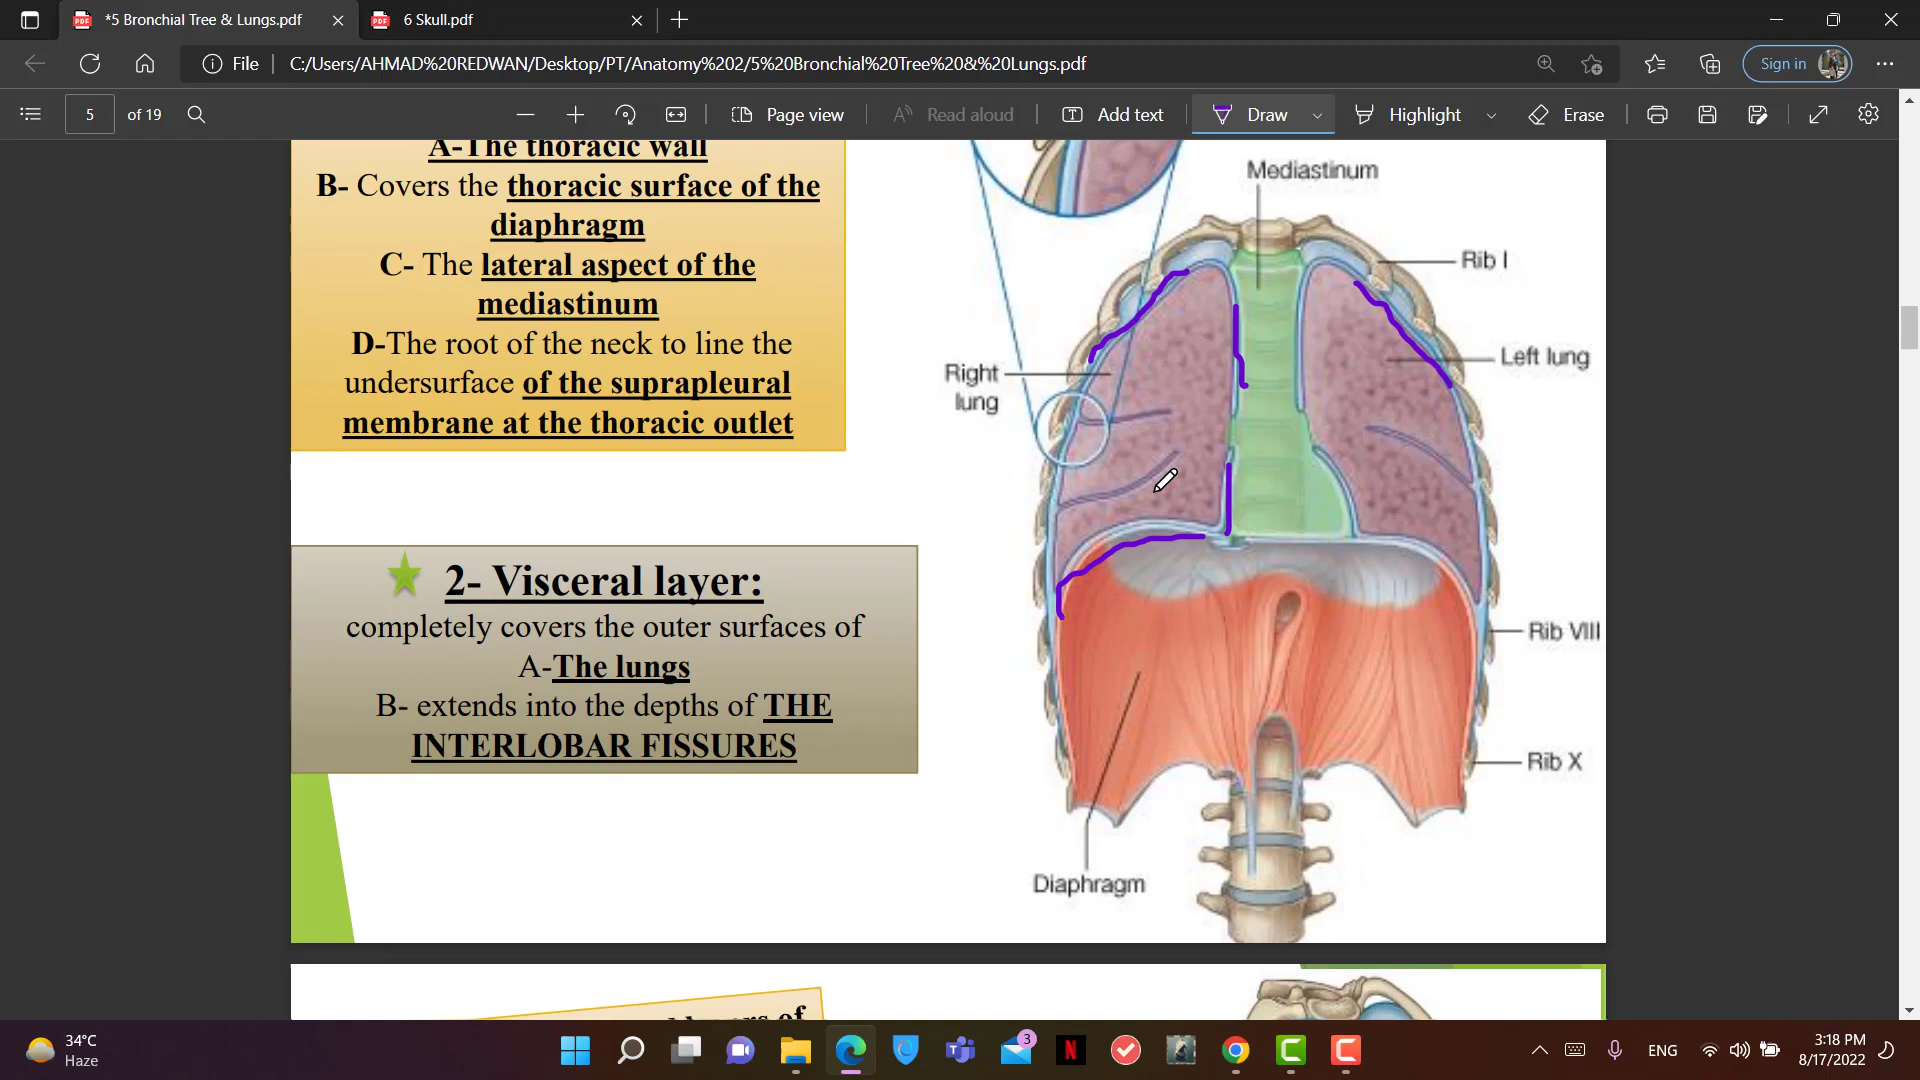 *5 Bronchial Tree & Lungs.pdf
6 Skull.pdf
File
C:/Users/AHMAD%20REDWAN/Desktop/PT/Anatomy%202/5%20Bronchial%20Tree%20&%20Lungs.pdf
Sign in
5 of 19
Page view
Read aloud
Add text
Draw
Highlight
Erase
A-The thoracic wall
B- Covers the thoracic surface of the
diaphragm
C- The lateral aspect of the
mediastinum
D-The root of the neck to line the
undersurface of the suprapleural
membrane at the thoracic outlet
2- Visceral layer:
completely covers the outer surfaces of
A-The lungs
B- extends into the depths of THE
INTERLOBAR FISSURES
Mediastinum
Rib I
Left lung
Right
lung
Rib VIII
Rib X
Diaphragm
34°C
Haze
3
ENG
3:18 PM
8/17/2022